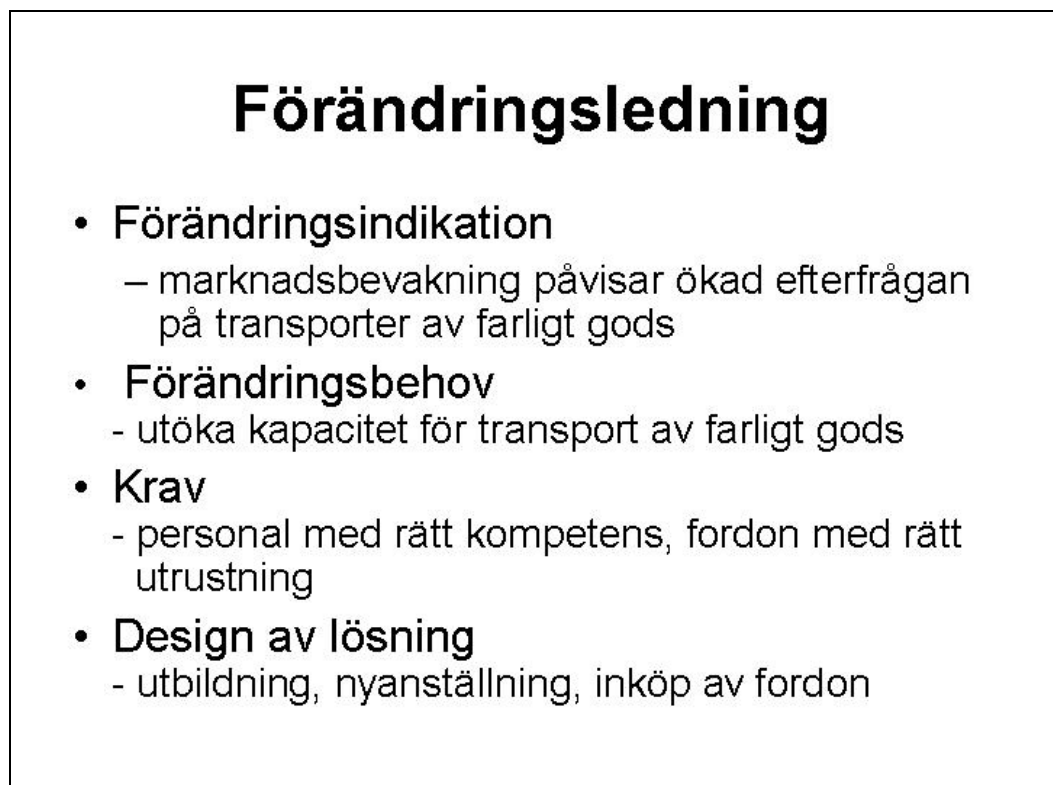 Förändringsledning
• Förändringsindikation
– marknadsbevakning påvisar ökad efterfrågan
på transporter av farligt gods
• Förändringsbehov
- utöka kapacitet för transport av farligt gods
• Krav
- personal med rätt kompetens, fordon med rätt
utrustning
• Design av lösning
- utbildning, nyanställning, inköp av fordon